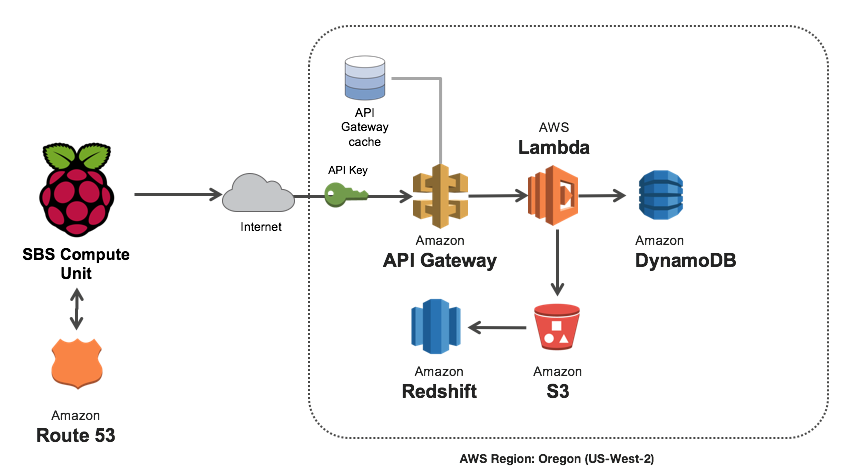 API
Gateway
cache
AWS
Lambda
API Key
SBS Compute
Unit
Internet
Amazon
API Gateway
Amazon
DynamoDB
Amazon
Redshift
Amazon
S3
Amazon
Route 53
AWS Region: Oregon (US-West-2)